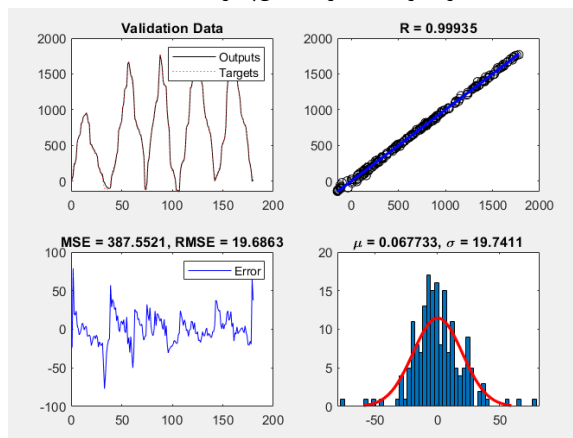 Validation Data
2000
1500
1000
500
0
0 50 100 150 200
Outputs
Targets
R = 0.99935
2000
1500
1000
500
0
0 500 1000 1500 2000
MSE = 387.5521, RMSE = 19.6863
100
50
0
-50
-100
0 50 100 150 200
Error
μ = 0.067733, σ = 19.7411
20
15
10
5
0
-50 0 50